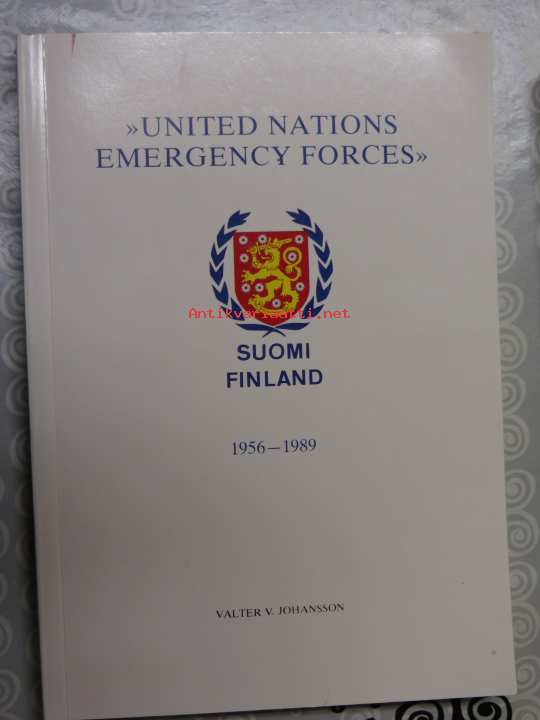 »UNITED NATIONS
EMERGENCY FORCES»
Antikvariaatti.net
SUOMI
FINLAND
1956–1989
VALTER V. JOHANSSON